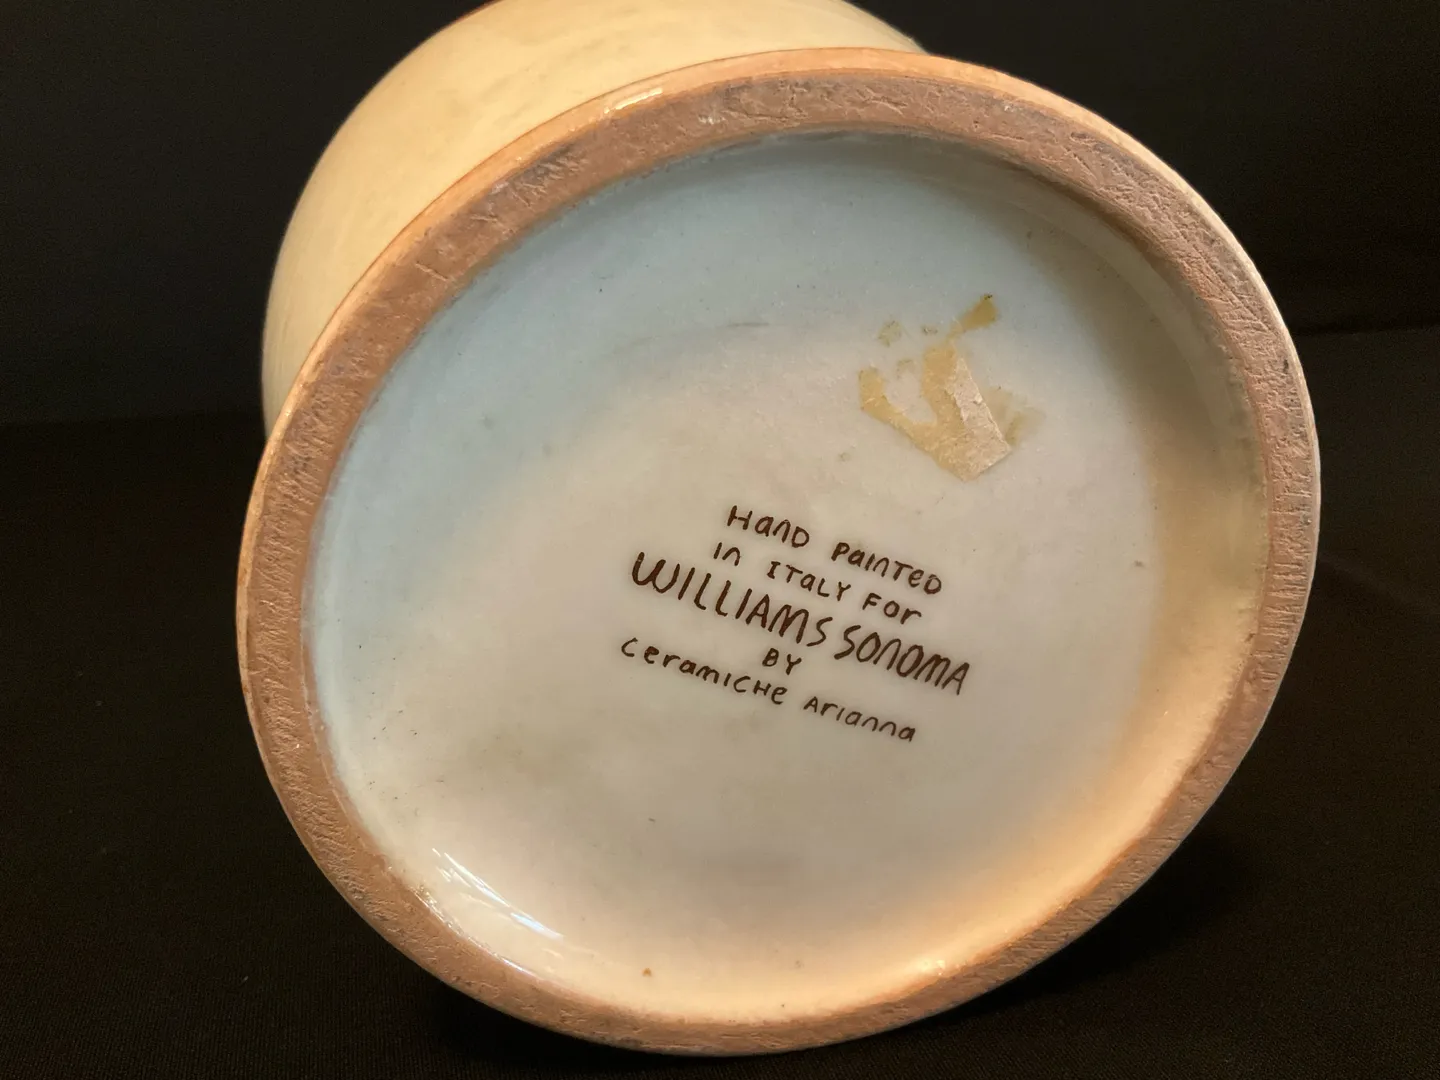 Hand Painted
in Italy for
WILLIAMS SONOMA
BY
Ceramiche Arianna